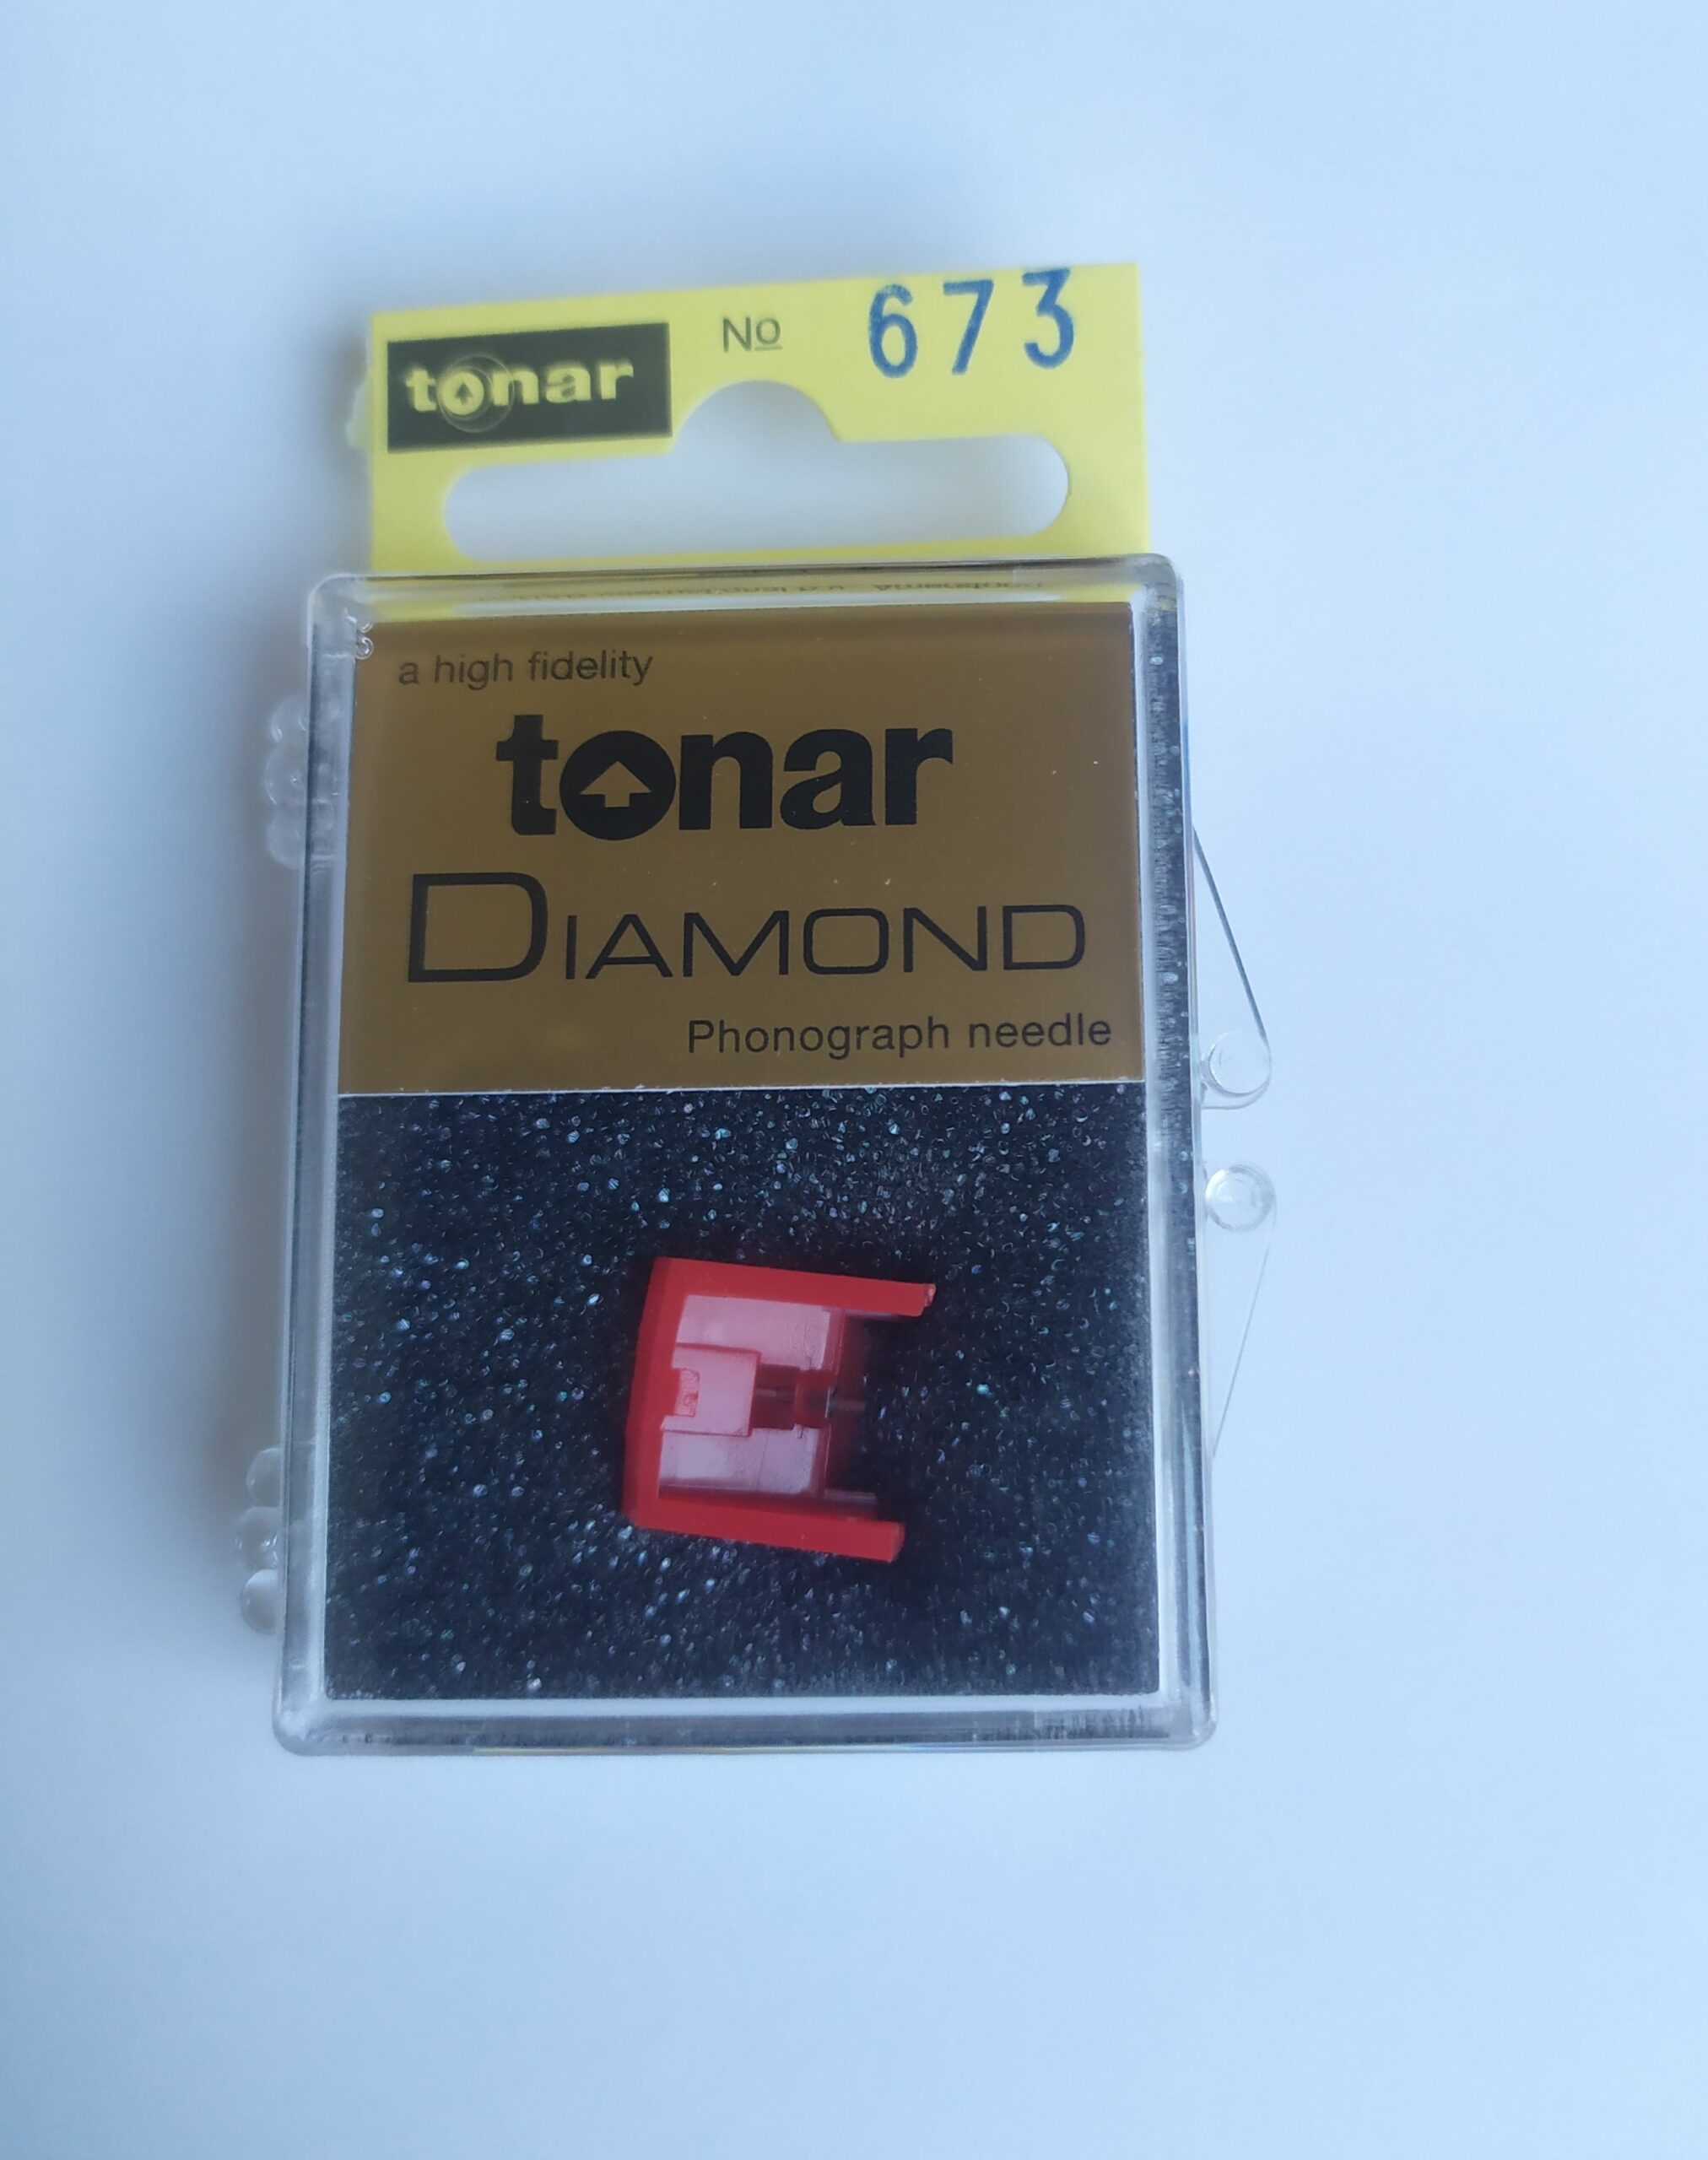 tonar
No 673
a high fidelity
tonar
DIAMOND
Phonograph needle